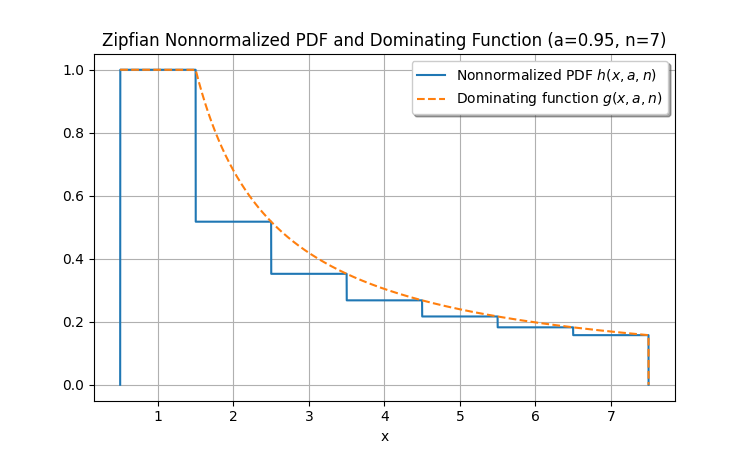 Zipfian Nonnormalized PDF and Dominating Function (a=0.95, n=7)
Nonnormalized PDF h(x, a, n)
Dominating function g(x, a, n)
1.0
0.8
0.6
0.4
0.2
0.0
1 2 3 4 5 6 7
x